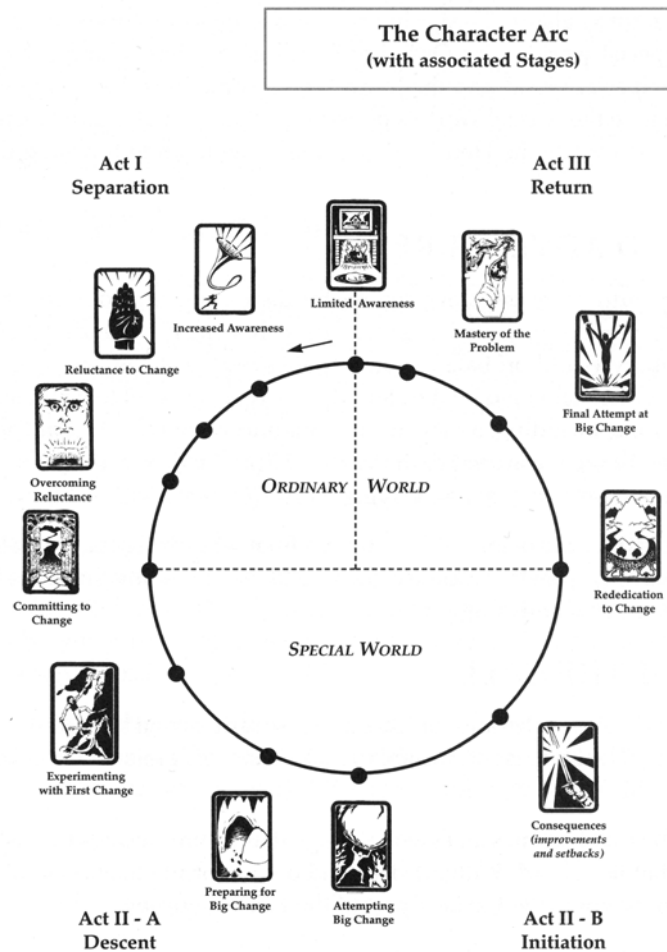 The Character Arc
(with associated Stages)
Act I
Separation
Act III
Return
Limited Awareness
Increased Awareness
Mastery of the
Problem
Reluctance to Change
Final Attempt at
Big Change
Overcoming
Reluctance
ORDINARY WORLD
Committing to
Change
Rededication
to Change
SPECIAL WORLD
Experimenting
with First Change
Consequences
(improvements
and setbacks)
Preparing for
Big Change
Attempting
Big Change
Act II - A
Descent
Act II - B
Initiation